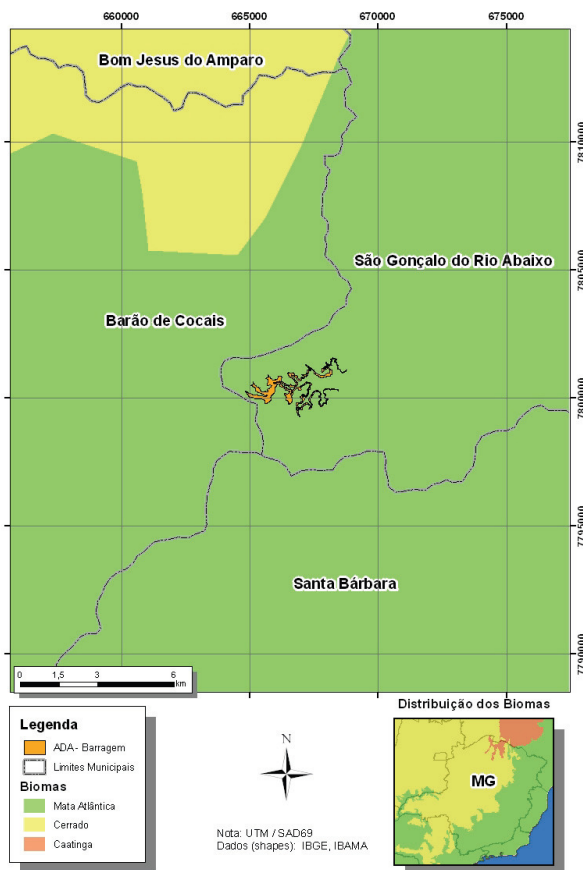 660000 665000 670000 675000
Bom Jesus do Amparo
7810000
São Gonçalo do Rio Abaixo
7805000
Barão de Cocais
7800000
7795000
Santa Bárbara
7790000
0 1,5 3 6
km
Distribuição dos Biomas
Legenda
ADA - Barragem
Limites Municipais
Biomas
Mata Atlântica
Cerrado
Caatinga
N
Nota: UTM / SAD69
Dados (shapes): IBGE, IBAMA
MG